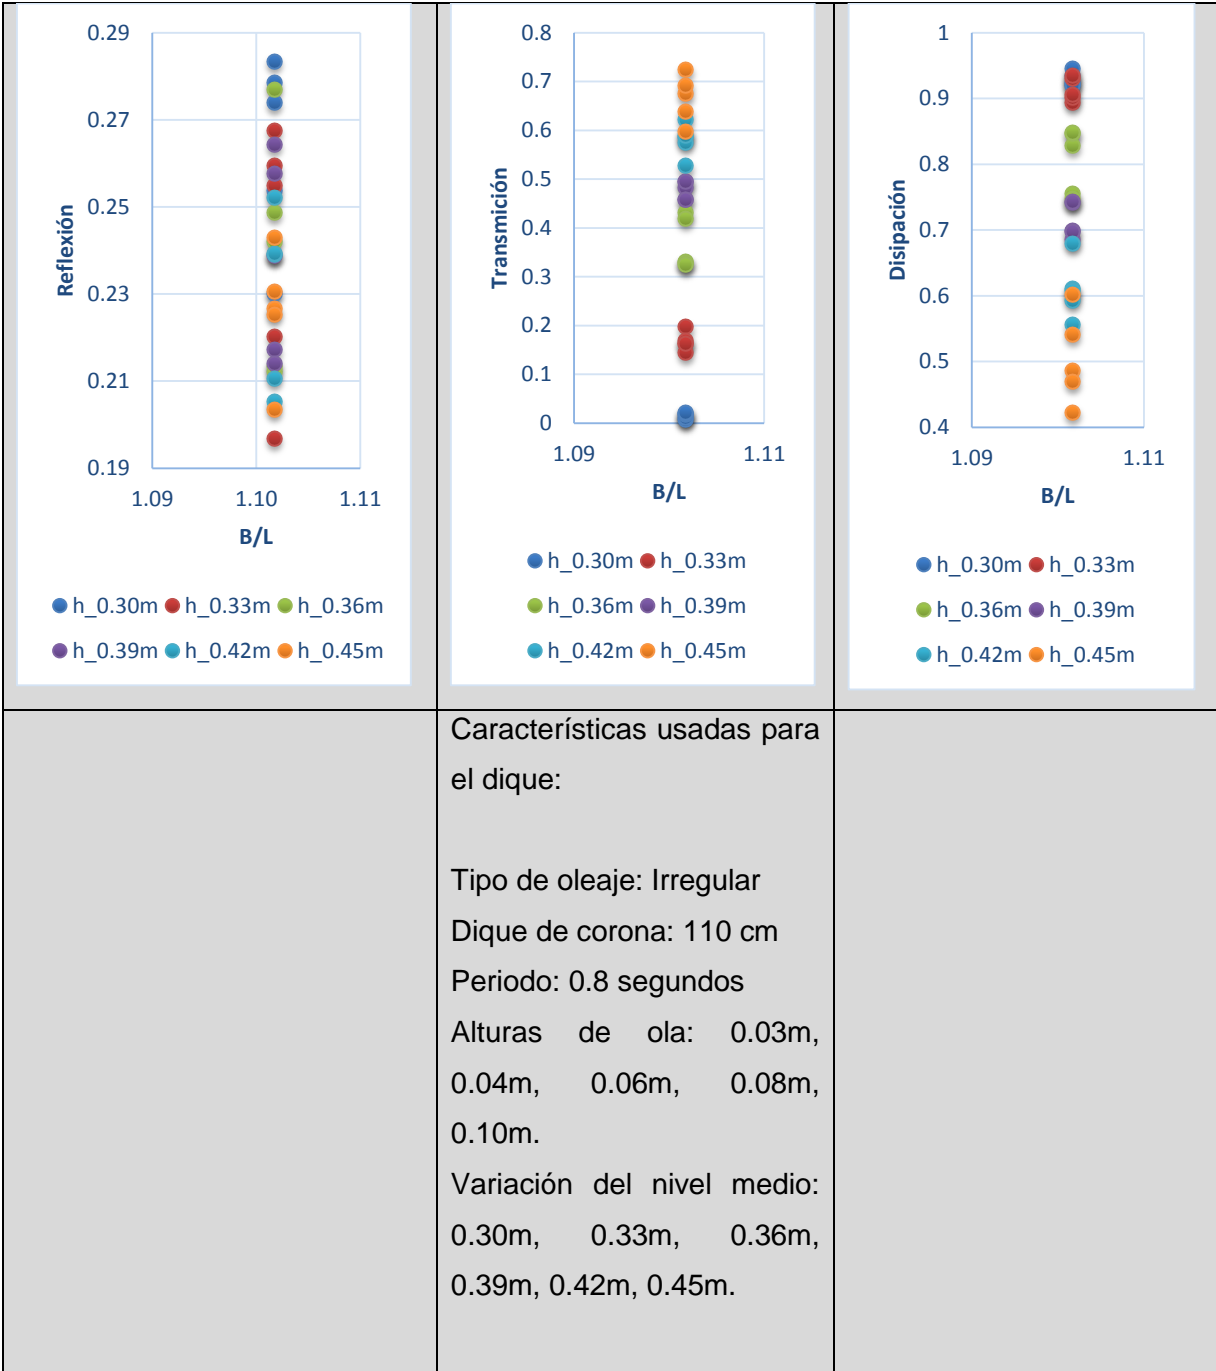 0.29
0.27
0.25
0.23
0.21
0.19
Reflexión
1.09 1.10 1.11
B/L
h_0.30m h_0.33m h_0.36m
h_0.39m h_0.42m h_0.45m
0.8
0.7
0.6
0.5
0.4
0.3
0.2
0.1
0
Transmición
1.09 1.11
B/L
h_0.30m h_0.33m
h_0.36m h_0.39m
h_0.42m h_0.45m
1
0.9
0.8
0.7
0.6
0.5
0.4
Disipación
1.09 1.11
B/L
h_0.30m h_0.33m
h_0.36m h_0.39m
h_0.42m h_0.45m
Característícas usadas para
el dique:
Tipo de oleaje: Irregular
Dique de corona: 110 cm
Periodo: 0.8 segundos
Alturas de ola: 0.03m,
0.04m, 0.06m, 0.08m,
0.10m.
Variación del nivel medio:
0.30m, 0.33m, 0.36m,
0.39m, 0.42m, 0.45m.